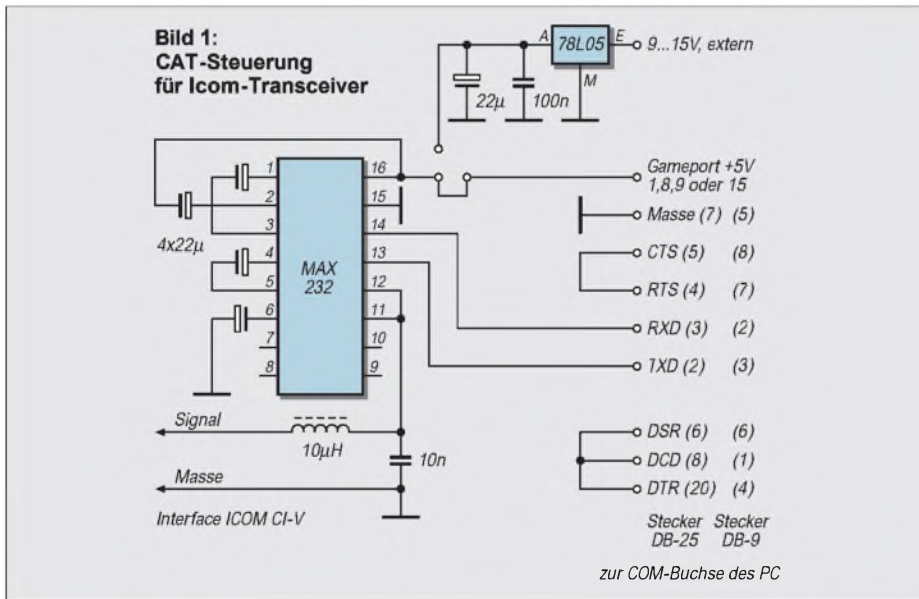 Bild 1:
CAT-Steuerung
für Icom-Transceiver
A 78L05 E 9...15V, extern
M
22µ 100n
1 16
2 15
3 14
4 13
5 12
6 11
7 10
8 9
MAX
232
4x22µ
Gameport +5V
1,8,9 oder 15
Masse (7) (5)
CTS (5) (8)
RTS (4) (7)
RXD (3) (2)
TXD (2) (3)
Signal
10µH
10n
Masse
Interface ICOM CI-V
DSR (6) (6)
DCD (8) (1)
DTR (20) (4)
Stecker Stecker
DB-25 DB-9
zur COM-Buchse des PC